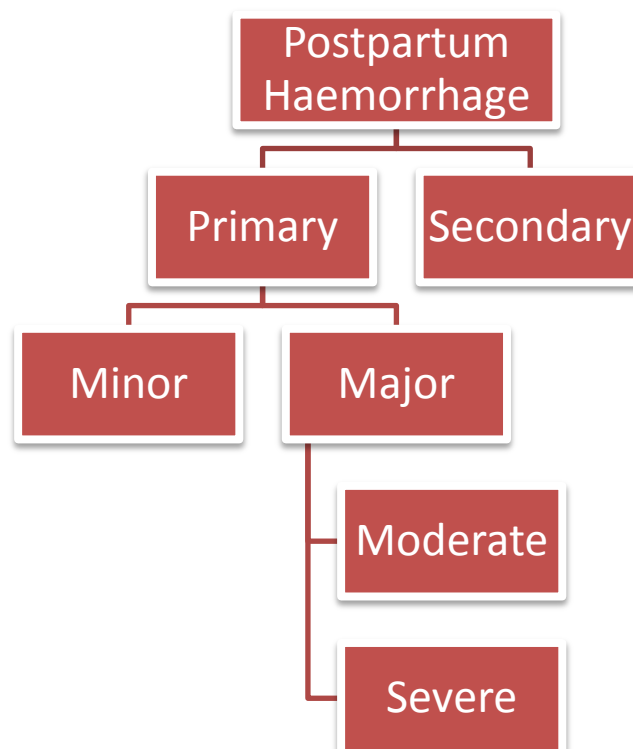 Postpartum
Haemorrhage
Primary
Secondary
Minor
Major
Moderate
Severe